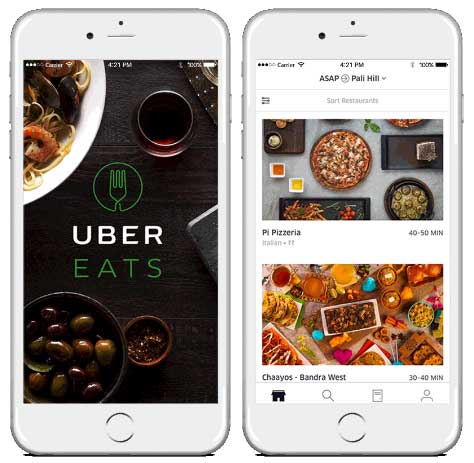 Carrier 4:21 PM 100%
UBER
EATS
Carrier 4:21 PM 100%
ASAP Pali Hill
Sort Restaurants
Pi Pizzeria 40-50 MIN
Italian • ₹₹
Chaayos - Bandra West 30-40 MIN